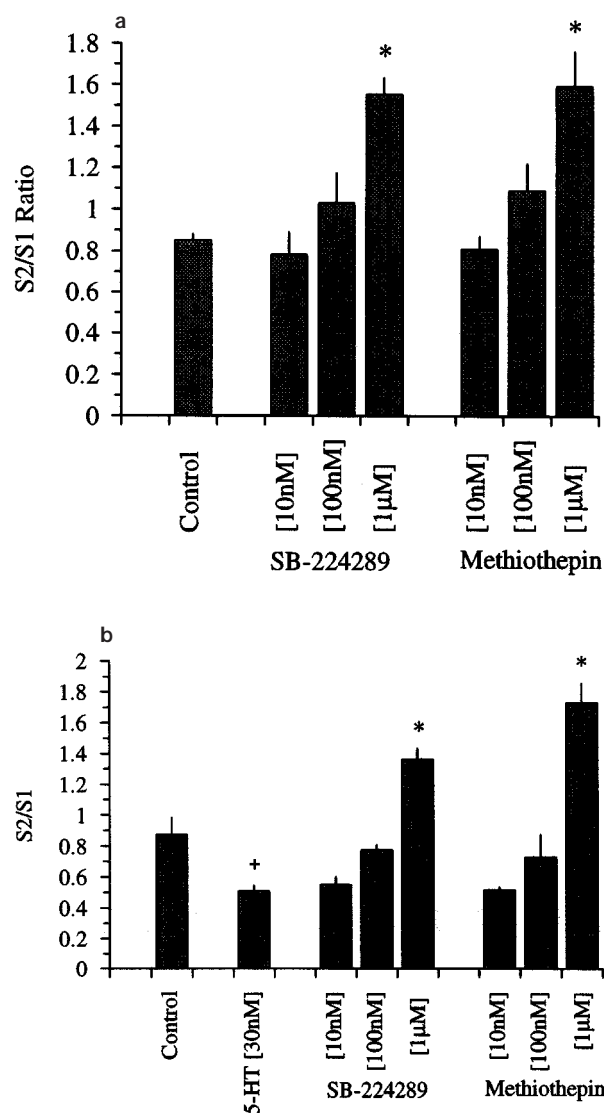 a
*
*
1.8
1.6
1.4
1.2
1
0.8
0.6
0.4
0.2
0
S2/S1 Ratio
Control
[10nM]
[100nM]
[1µM]
[10nM]
[100nM]
[1µM]
SB-224289
Methiothepin
b
*
*
+
2
1.8
1.6
1.4
1.2
1
0.8
0.6
0.4
0.2
0
S2/S1
Control
5-HT [30nM]
[10nM]
[100nM]
[1µM]
[10nM]
[100nM]
[1µM]
SB-224289
Methiothepin